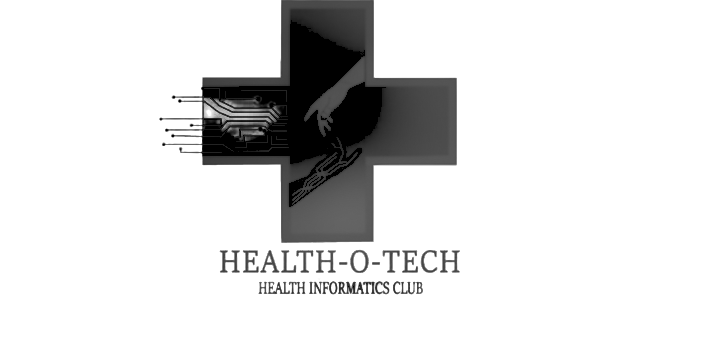 HEALTH-O-TECH
HEALTH INFORMATICS CLUB